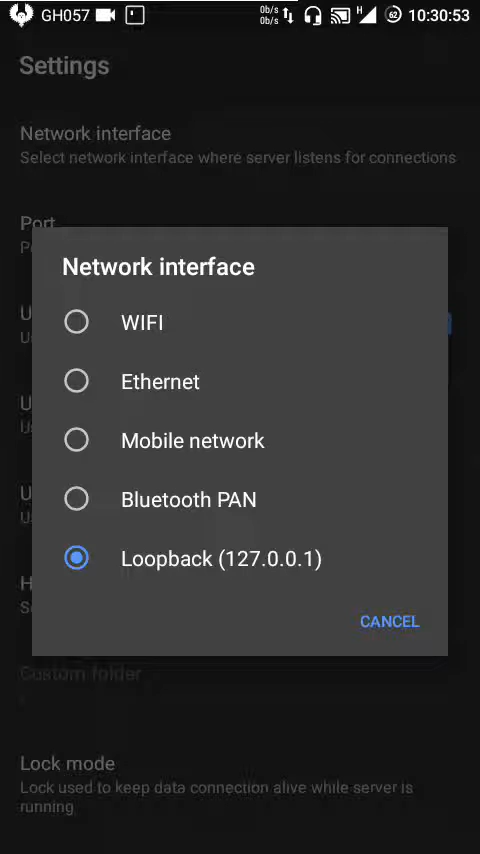 GH057
0b/s
0b/s
H
62
10:30:53
Settings
Network interface
Select network interface where server listens for connections
Port
Network interface
WIFI
Ethernet
Mobile network
Bluetooth PAN
Loopback (127.0.0.1)
CANCEL
Custom folder
Lock mode
Lock used to keep data connection alive while server is
running